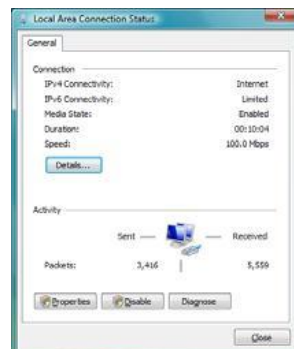 Local Area Connection Status
General
Connection
IPv4 Connectivity: Internet
IPv6 Connectivity: Limited
Media State: Enabled
Duration: 00:10:04
Speed: 100.0 Mbps
Details...
Activity
Sent — — Received
Packets: 3,416 | 5,559
Properties Disable Diagnose
Close